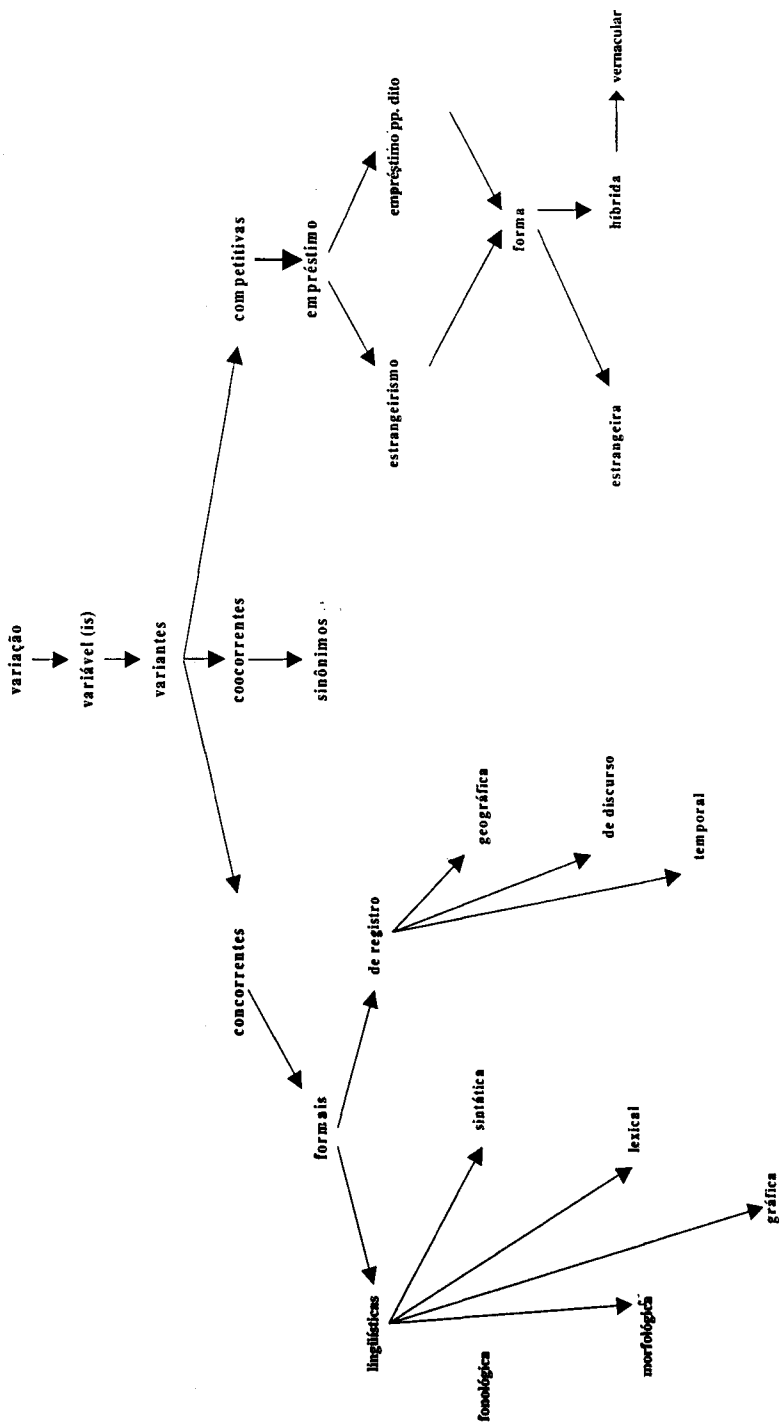 variação
variável (is)
variantes
concorrentes
coocorrentes
competitivas
formais
sinônimos
empréstimo
lingüísticas
de registro
estrangeirismo
empréstimo pp. dito
fonológica
sintática
geográfica
forma
morfológica
lexical
de discurso
estrangeira
híbrida
vernacular
gráfica
temporal